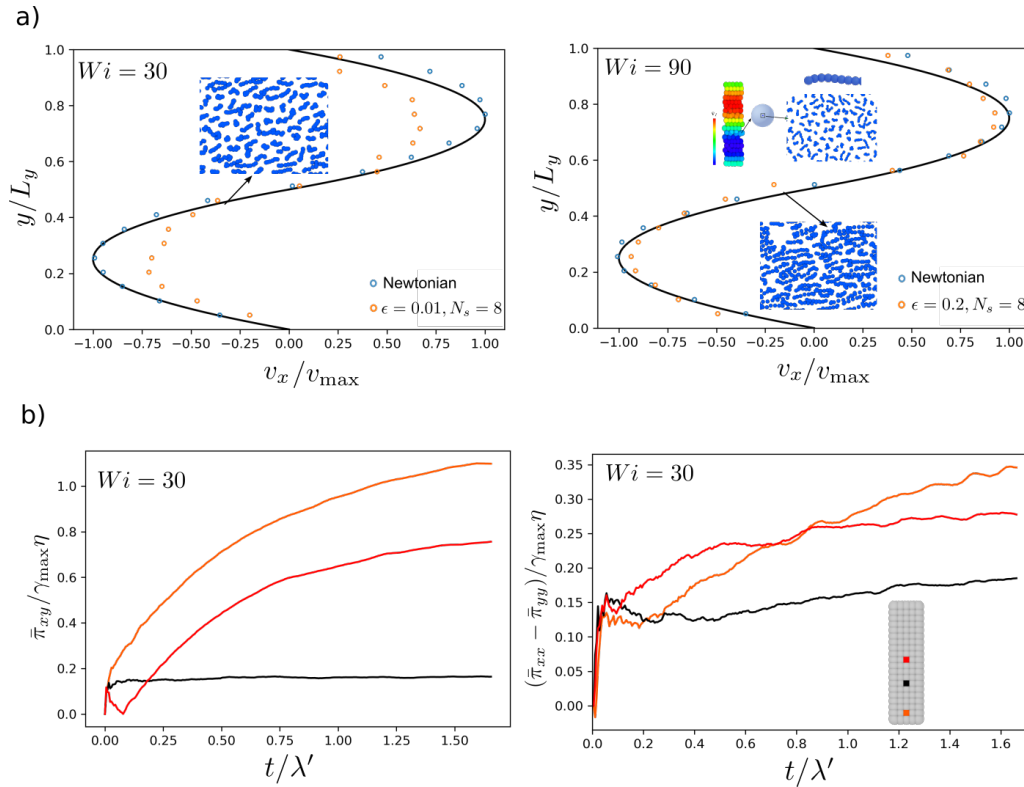 a)
Wi = 30
1.0
0.8
0.6
0.4
0.2
0.0
y/L_y
Newtonian
ϵ = 0.01, N_s = 8
−1.00 −0.75 −0.50 −0.25 0.00 0.25 0.50 0.75 1.00
v_x/v_max
Wi = 90
1.0
0.8
0.6
0.4
0.2
0.0
y/L_y
Newtonian
ϵ = 0.2, N_s = 8
−1.00 −0.75 −0.50 −0.25 0.00 0.25 0.50 0.75 1.00
v_x/v_max
b)
Wi = 30
1.0
0.8
0.6
0.4
0.2
0.0
π̄_xy/γ_maxη
0.00 0.25 0.50 0.75 1.00 1.25 1.50
t/λ′
Wi = 30
0.35
0.30
0.25
0.20
0.15
0.10
0.05
0.00
(π̄_xx − π̄_yy)/γ_maxη
0.0 0.2 0.4 0.6 0.8 1.0 1.2 1.4 1.6
t/λ′